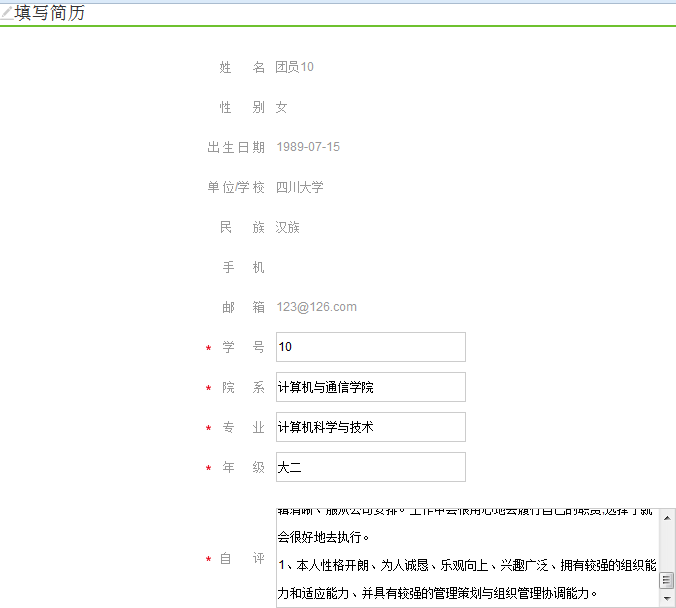 填写简历
姓 名 团员10
性 别 女
出生日期 1989-07-15
单位/学校 四川大学
民 族 汉族
手 机
邮 箱 123@126.com
* 学 号 10
* 院 系 计算机与通信学院
* 专 业 计算机科学与技术
* 年 级 大二
辑清晰、服从公司安排。工作中会很用心地去履行自己的职责,选择了就
会很好地去执行。
* 自 评 1、本人性格开朗、为人诚恳、乐观向上、兴趣广泛、拥有较强的组织能
力和适应能力、并具有较强的管理策划与组织管理协调能力。